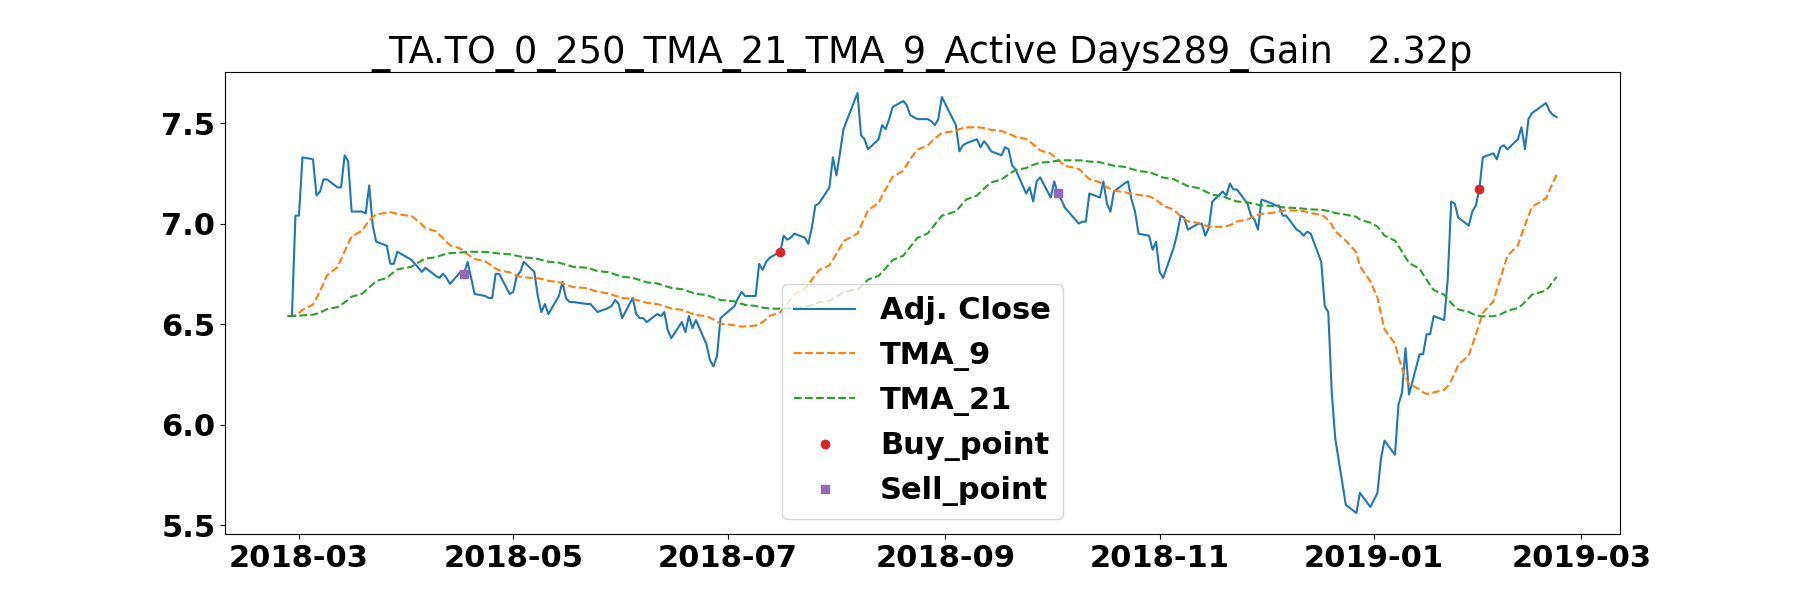 _TA.TO_0_250_TMA_21_TMA_9_Active Days289_Gain   2.32p
7.5
7.0
6.5
6.0
5.5
Adj. Close
TMA_9
TMA_21
Buy_point
Sell_point
2018-03 2018-05 2018-07 2018-09 2018-11 2019-01 2019-03